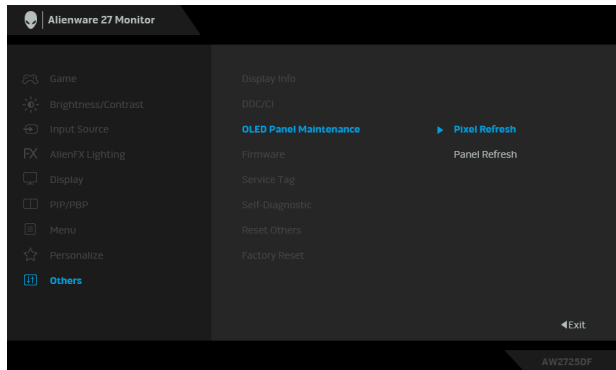 Alienware 27 Monitor
Game
Display Info
Brightness/Contrast
DDC/CI
Input Source
OLED Panel Maintenance
Pixel Refresh
AlienFX Lighting
Firmware
Panel Refresh
Display
Service Tag
PIP/PBP
Self-Diagnostic
Menu
Reset Others
Personalize
Factory Reset
Others
Exit
AW2725DF